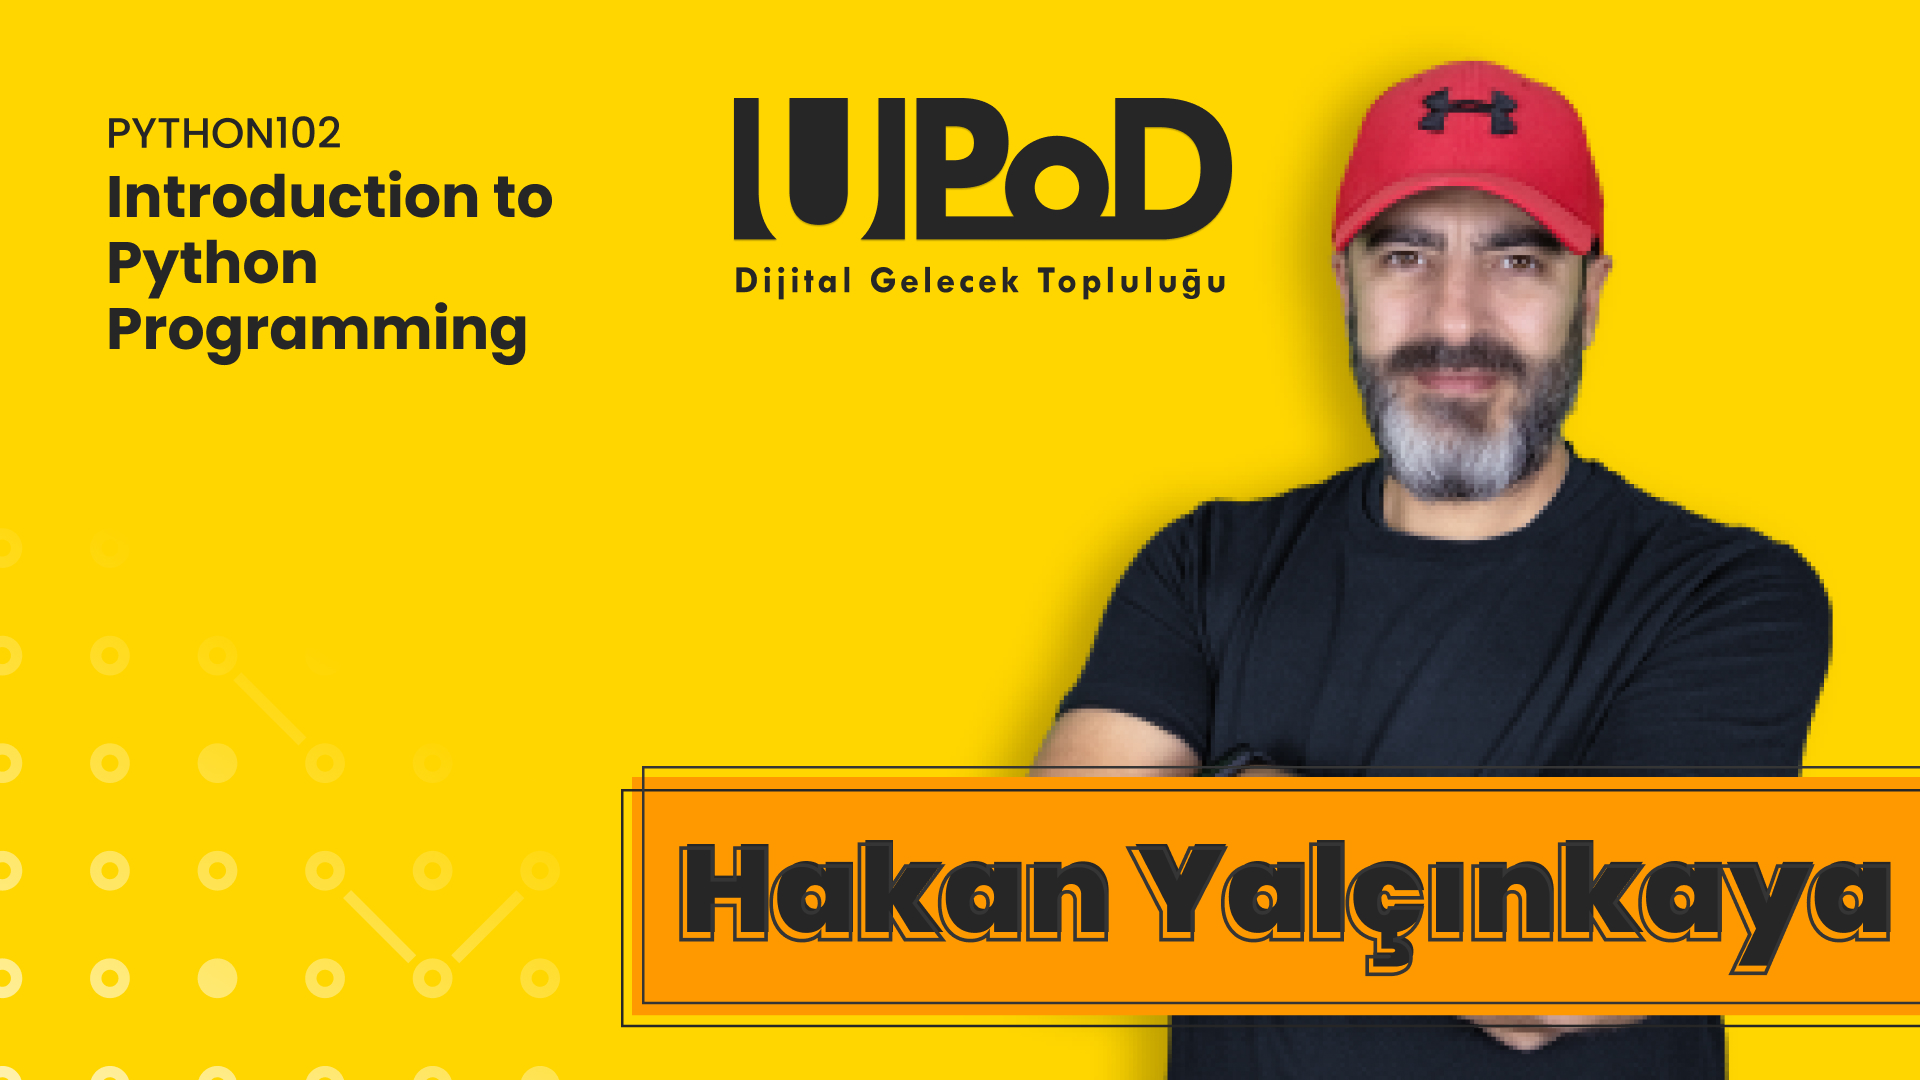 PYTHON102
Introduction to
Python
Programming
UPoD
Dijital Gelecek Topluluğu
Hakan Yalçınkaya